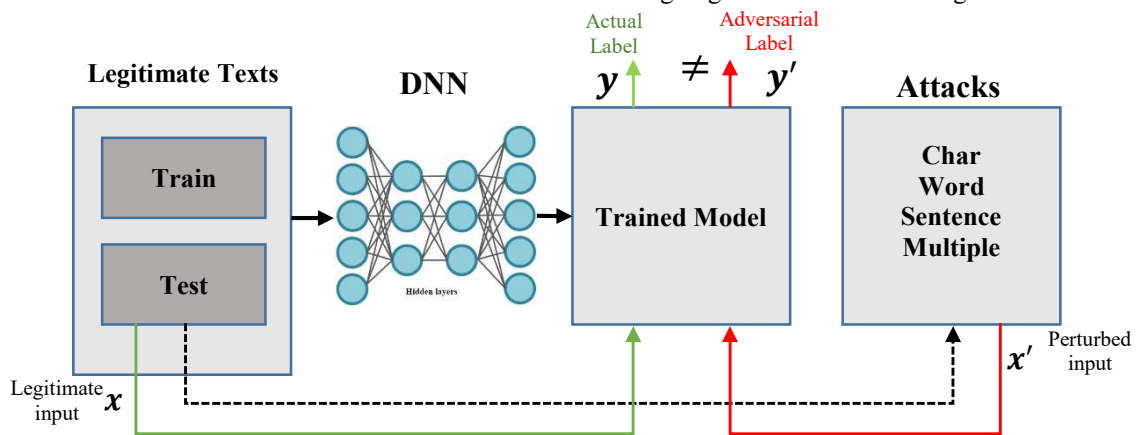 Actual
Label
Adversarial
Label
Legitimate Texts
DNN
y
≠
y′
Attacks
Train
Test
Hidden layers
Trained Model
Char
Word
Sentence
Multiple
Legitimate
input
x
x′
Perturbed
input